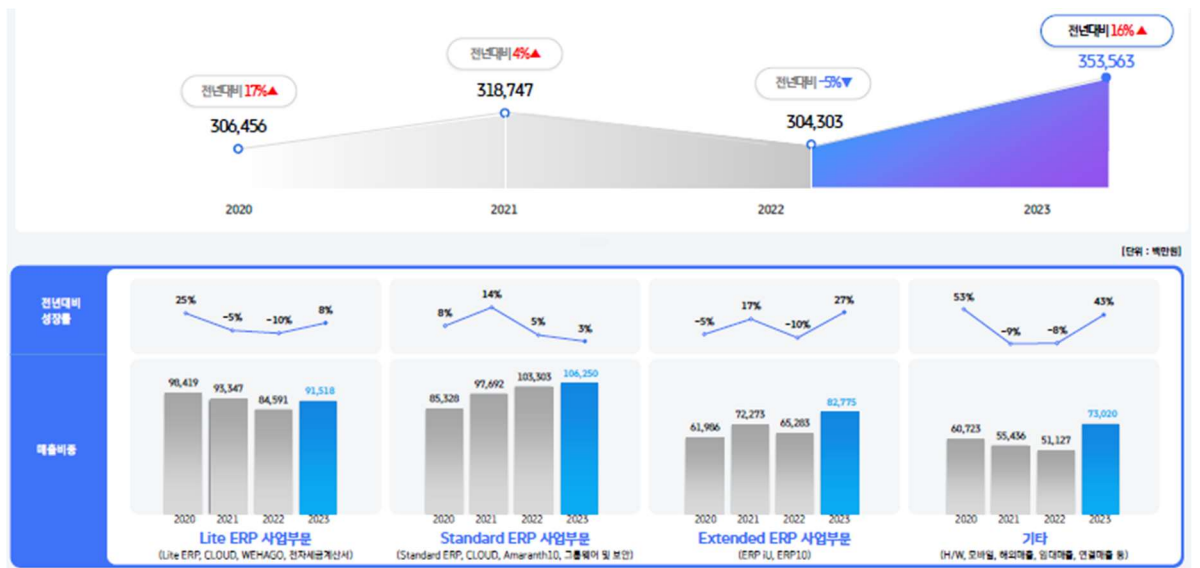 전년대비 16%▲
353,563
전년대비 4%▲
318,747
전년대비 -5%▼
304,303
전년대비 17%▲
306,456
2020 2021 2022 2023
[단위 : 백만원]
전년대비
성장률
25% -5% -10% 8%
8% 14% 5% 3%
-5% 17% -10% 27%
53% -9% -8% 43%
매출비중
98,419 93,347 84,591 91,518
85,328 97,692 103,303 106,250
61,986 72,273 65,283 82,775
60,723 55,436 51,127 73,020
2020 2021 2022 2023
2020 2021 2022 2023
2020 2021 2022 2023
2020 2021 2022 2023
Lite ERP 사업부문
(Lite ERP, CLOUD, WEHAGO, 전자세금계산서)
Standard ERP 사업부문
(Standard ERP, CLOUD, Amaranth10, 그룹웨어 및 보안)
Extended ERP 사업부문
(ERP iU, ERP10)
기타
(H/W, 모바일, 해외매출, 임대매출, 연결매출 등)